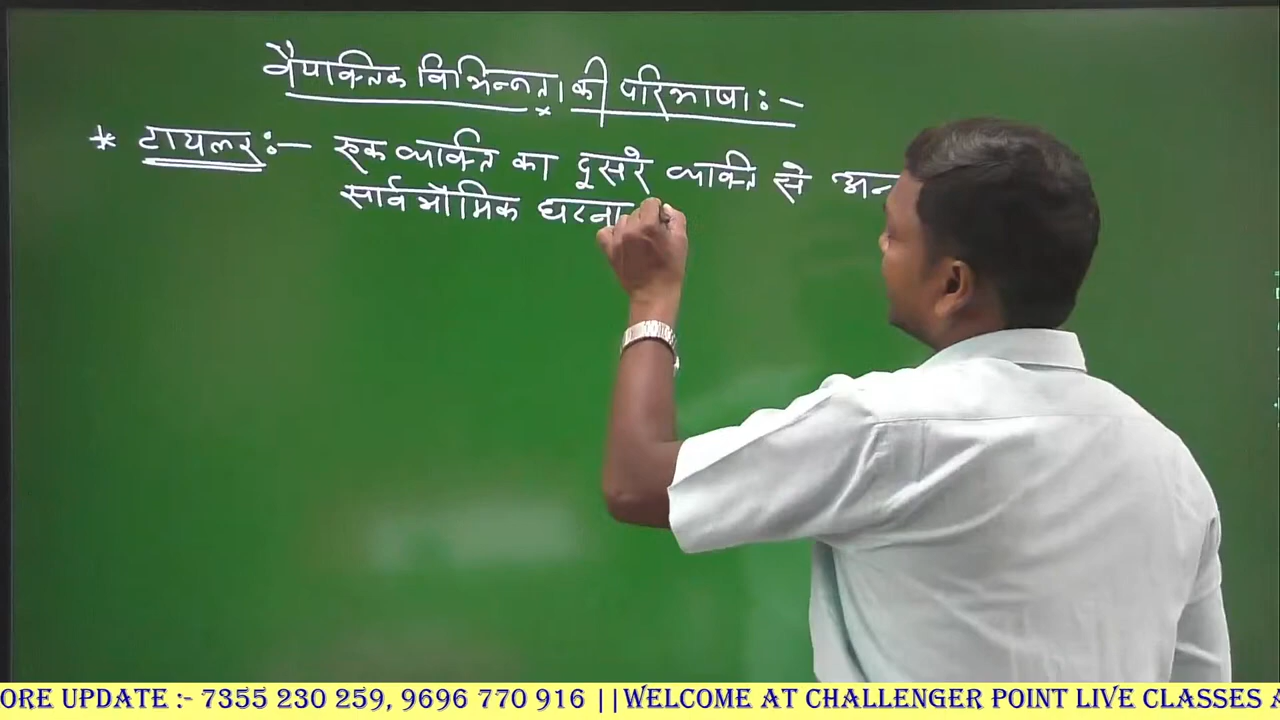 वैयक्तिक विभिन्नता की परिभाषा :-
* टायलर :- एक व्यक्ति का दूसरे व्यक्ति से
सार्वभौमिक घटना
ORE UPDATE :- 7355 230 259, 9696 770 916 ||WELCOME AT CHALLENGER POINT LIVE CLASSES A